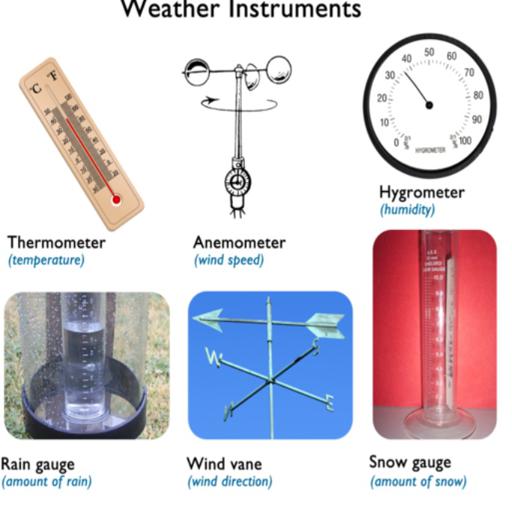 Weather Instruments
°C °F
0 10 20 30 40 50 60 70 80 90 100
HYGROMETER
Thermometer
(temperature)
Anemometer
(wind speed)
Hygrometer
(humidity)
W
Rain gauge
(amount of rain)
Wind vane
(wind direction)
Snow gauge
(amount of snow)